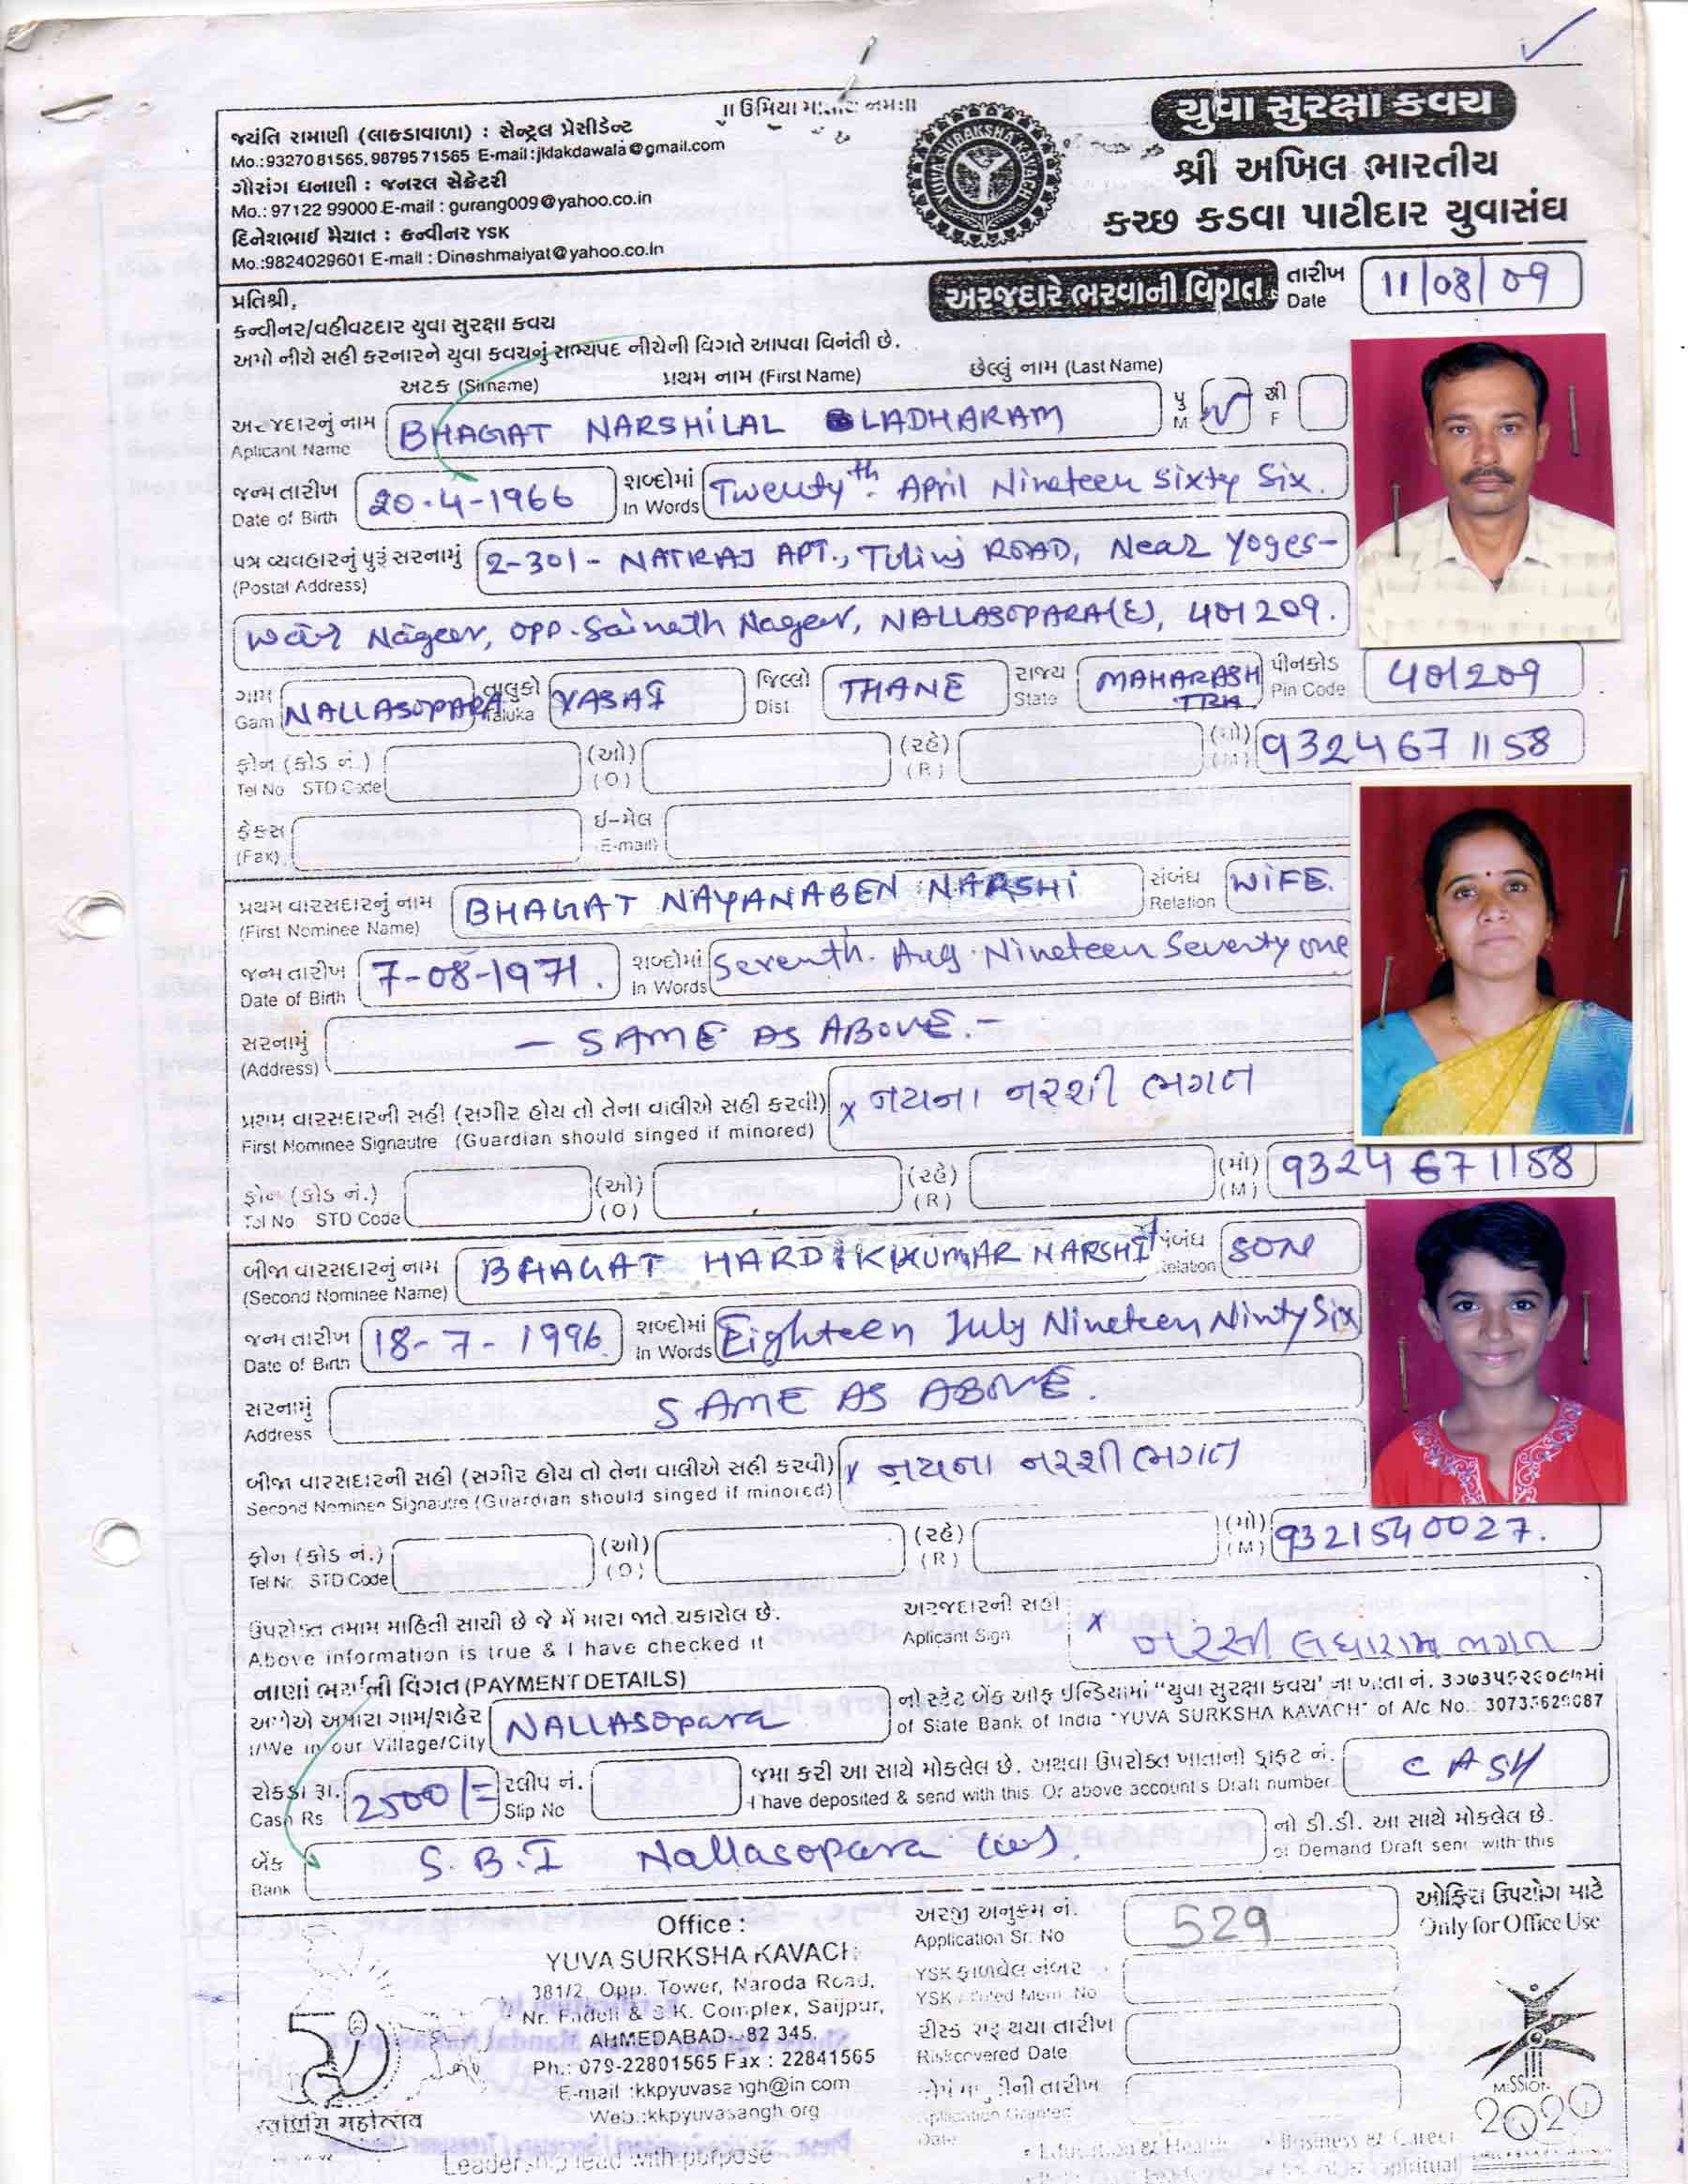 જયંતિ રામાણી (લાકડાવાળા) : સેન્ટ્રલ પ્રેસીડેન્ટ
Mo.:9327081565, 9879571565 E-mail:jklakdawala@gmail.com
ગૌરાંગ ધનાણી : જનરલ સેક્રેટરી
Mo.: 97122 99000 E-mail : gurang009@yahoo.co.in
દિનેશભાઈ મૈયાત : કન્વીનર YSK
Mo.:9824029601 E-mail : Dineshmaiyat@yahoo.co.in
॥ ઉમિયા નમઃ॥
YUVA SURAKSHA KAVACH
યુવા સુરક્ષા કવચ
શ્રી અખિલ ભારતીય
કચ્છ કડવા પાટીદાર યુવાસંઘ
અરજદારે ભરવાની વિગત
તારીખ Date 11/08/09
પ્રતિશ્રી,
કન્વીનર/વહીવટદાર યુવા સુરક્ષા કવચ
અમો નીચે સહી કરનારને યુવા કવચનું સભ્યપદ નીચેની વિગતે આપવા વિનંતી છે.
અટક (Sirname) પ્રથમ નામ (First Name) છેલ્લું નામ (Last Name)
અરજદારનું નામ Aplicant Name BHAGAT NARSHILAL LADHARAM પુ M સ્ત્રી F
જન્મ તારીખ Date of Birth 20-4-1966 શબ્દોમાં In Words Twenty th April Nineteen Sixty Six.
પત્ર વ્યવહારનું પુરૂં સરનામું (Postal Address) 2-301- NATRAJ APT., Tulinj ROAD, Near Yoges-
war Nagar, opp. Sainath Nagar, NALLASOPARA(E), 401209.
ગામ Gam NALLASOPARA તાલુકો Taluka VASAI જિલ્લો Dist. THANE રાજ્ય State MAHARASHTRA પીનકોડ Pin Code 401209
ફોન (કોડ નં.) Tel No STD Code (ઓ) (O) (રહે) (R) (મો) (M) 9324671158
ફેક્સ (Fax) ઈ-મેલ E-mail)
પ્રથમ વારસદારનું નામ (First Nominee Name) BHAGAT NAYANABEN NARSHI સંબંધ Relation WIFE.
જન્મ તારીખ Date of Birth 7-08-1971. શબ્દોમાં In Words Seventh. Aug. Nineteen Seventy one
સરનામું (Address) - SAME AS ABOVE.-
પ્રથમ વારસદારની સહી (સગીર હોય તો તેના વાલીએ સહી કરવી) x નયના નરશી ભગત
First Nominee Signautre (Guardian should singed if minored)
ફોન (કોડ નં.) Tel No STD Code (ઓ) (O) (રહે) (R) (મો) (M) 9324671158
બીજા વારસદારનું નામ (Second Nominee Name) BHAGAT HARDIKKUMAR NARSHI સંબંધ Relation SON
જન્મ તારીખ Date of Birth 18-7-1996 શબ્દોમાં In Words Eighteen July Nineteen Ninty Six
સરનામું Address SAME AS ABOVE.
બીજા વારસદારની સહી (સગીર હોય તો તેના વાલીએ સહી કરવી) x નયના નરશી ભગત
Second Nominee Signautre (Guardian should singed if minored)
ફોન (કોડ નં.) Tel No STD Code (ઓ) (O) (રહે) (R) (મો) (M) 9321540027.
ઉપરોક્ત તમામ માહિતી સાચી છે જે મેં મારા જાતે ચકાસેલ છે. અરજદારની સહી
Above information is true & I have checked it Aplicant Sign x નરસી લધારામ ભગત
નાણાં ભર્યાની વિગત (PAYMENT DETAILS)
અમોએ અમારા ગામ/શહેર NALLASOpara નો સ્ટેટ બેંક ઓફ ઈન્ડિયામાં "યુવા સુરક્ષા કવચ" ના ખાતા નં.
I/We in our Village/City of State Bank of India "YUVA SURKSHA KAVACH" of A/c No.:
રોકડા રૂા. Cash Rs 2500/= સ્લીપ નં. Slip No જમા કરી આ સાથે મોકલેલ છે. અથવા ઉપરોક્ત ખાતાનો ડ્રાફ્ટ નં. CASH
I have deposited & send with this. Or above account's Draft number
બેંક Bank S.B.I Nallasopara (W). નો ડી.ડી. આ સાથે મોકલેલ છે.
of Demand Draft sent with this
Office :
YUVA SURKSHA KAVACH
381/2, Opp. Tower, Naroda Road,
Nr. & Complex, Saijpur,
AHMEDABAD-82 345.
Ph.: 079-22801565 Fax : 22841565
E-mail :kkpyuvasangh@in com
Web.:kkpyuvasangh.org
Leadership lead with purpose
અરજી અનુક્રમ નં. Application Sr. No 529
ઓફિસ ઉપયોગ માટે
Only for Office Use
YSK ફાળવેલ નંબર
YSK Mem. No
રીસ્ક શરૂ થયા તારીખ
Riskcovered Date
તારીખ
Application Granted
Date
50
સ્વર્ણિમ મહોત્સવ
MISSION
2020
• Education & Health • Business & Career
Spiritual